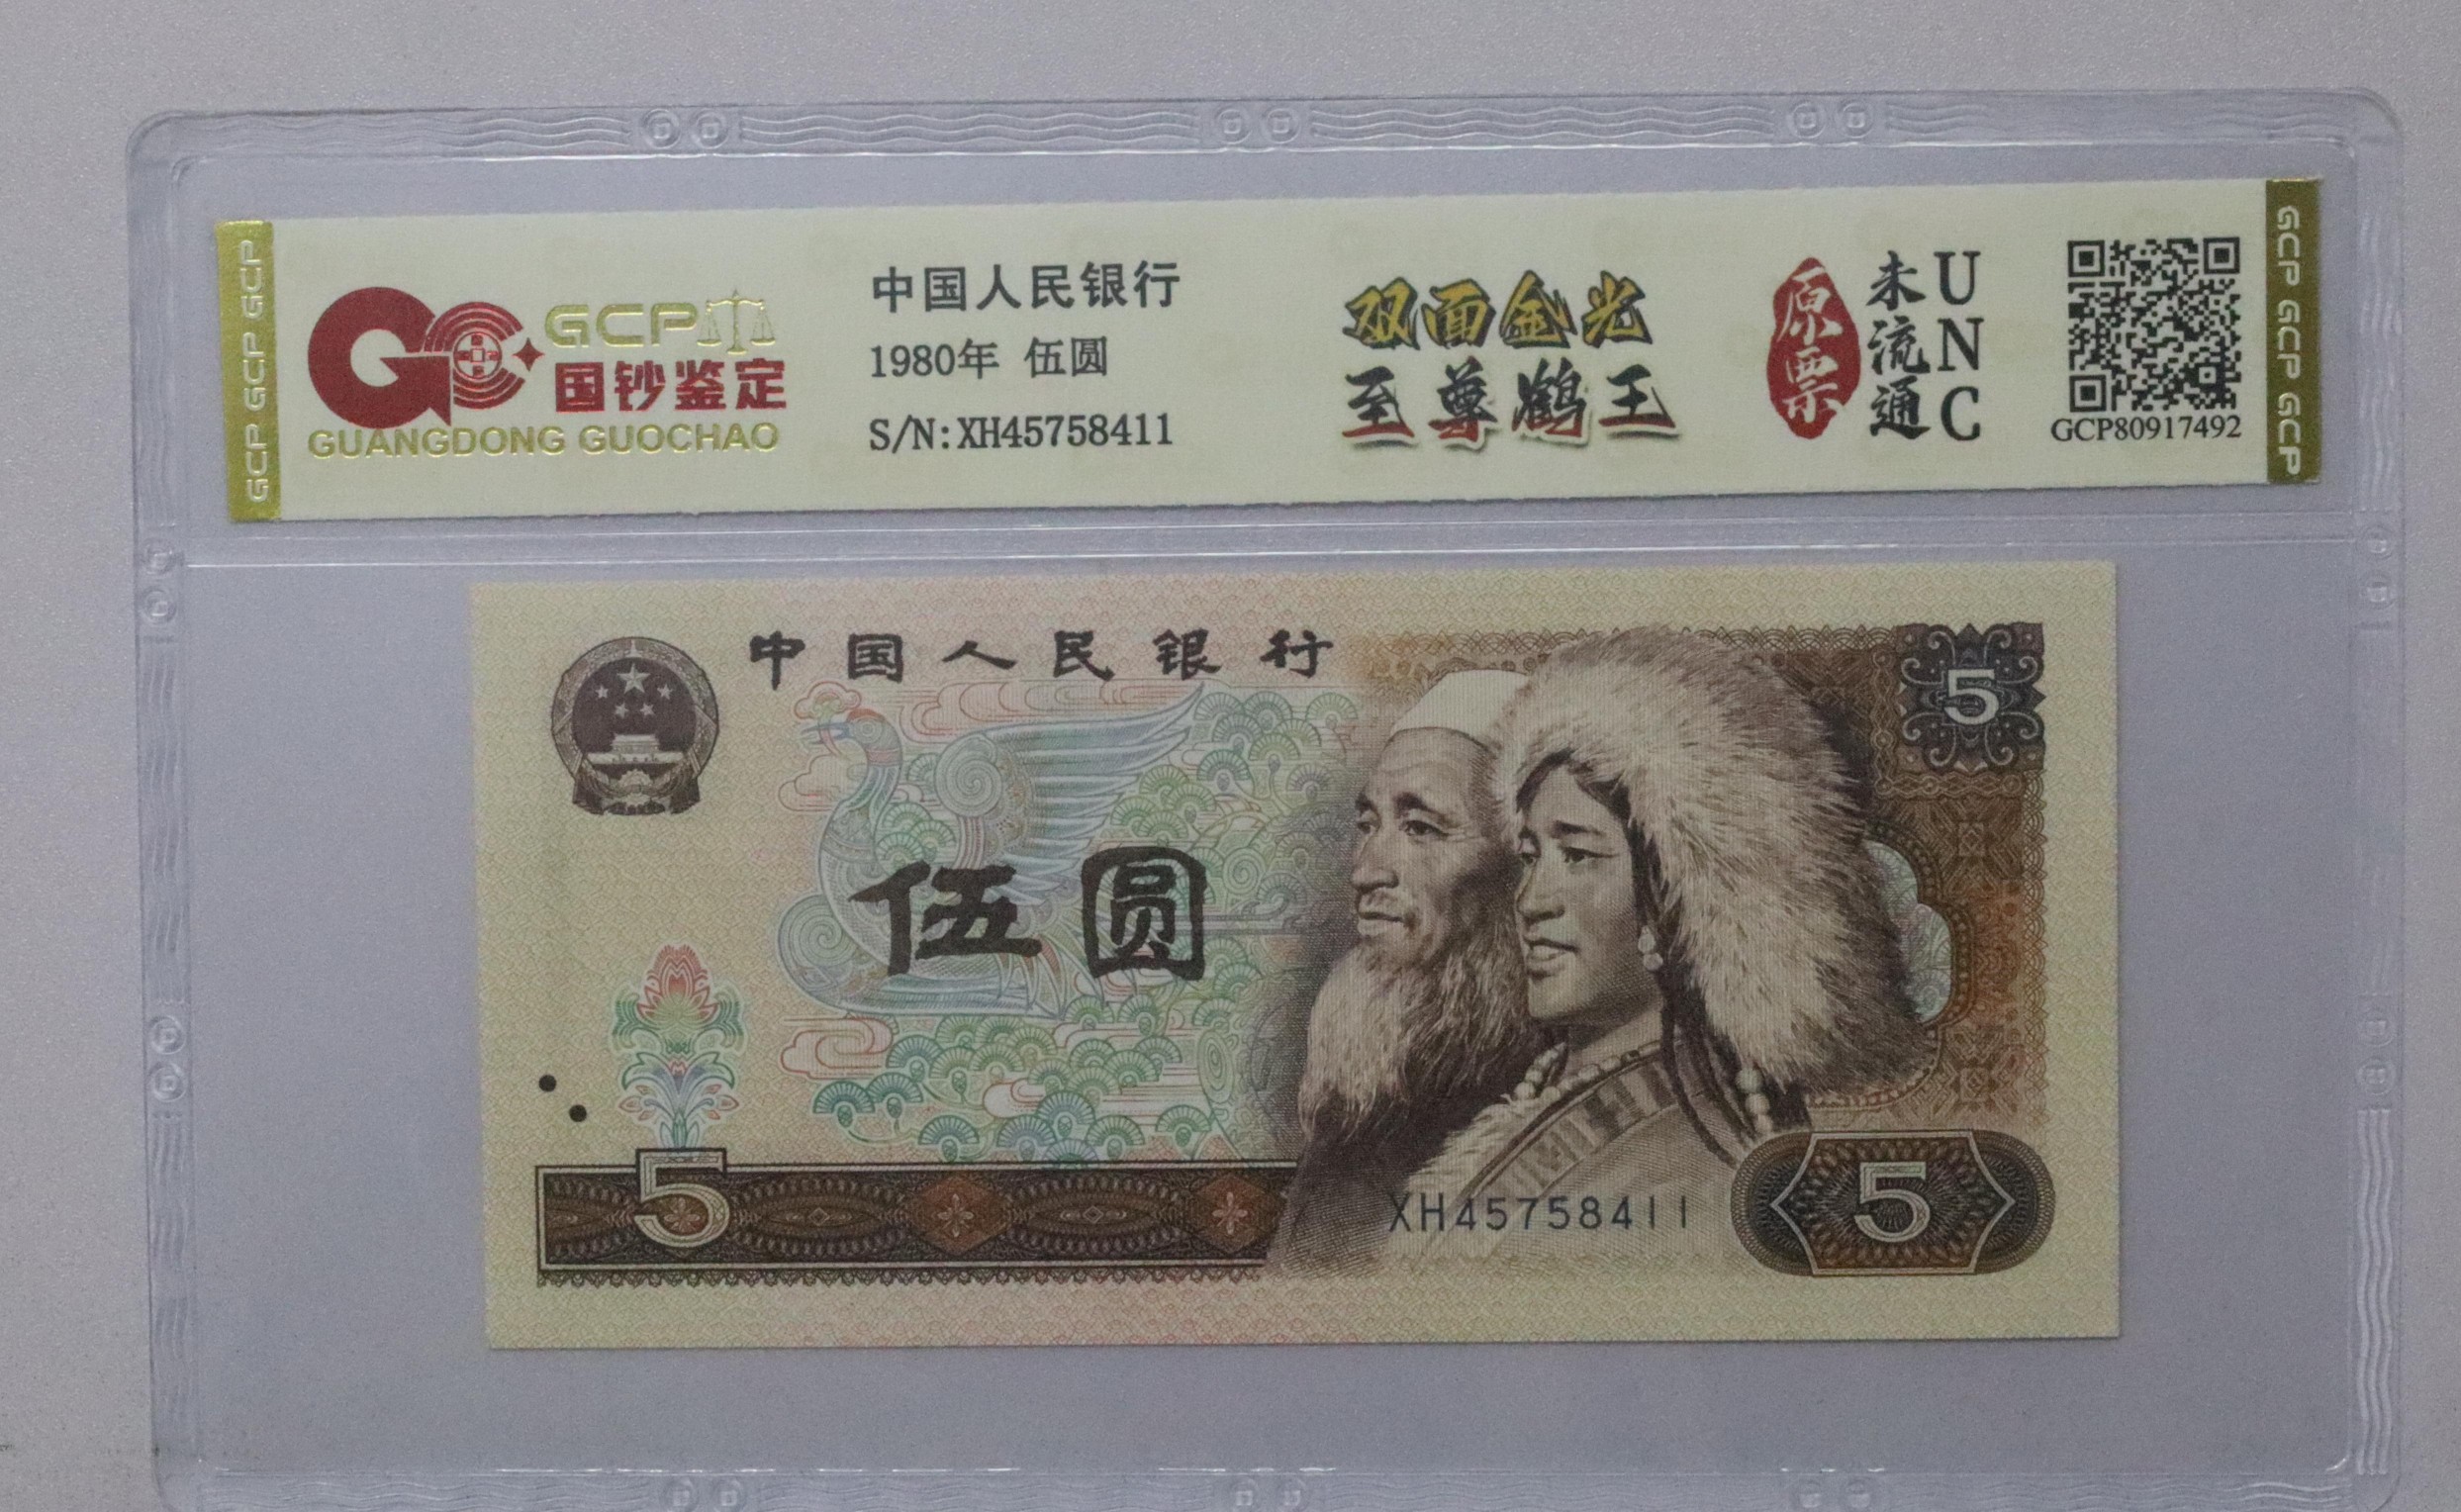 GCP GCP GCP
GCP
国钞鉴定
GUANGDONG GUOCHAO
中国人民银行
1980年 伍圆
S/N:XH45758411
双面金光
至尊鹤王
原票
未流通
UNC
GCP80917492
GCP GCP GCP
中国人民银行
5
伍圆
5
XH45758411
5